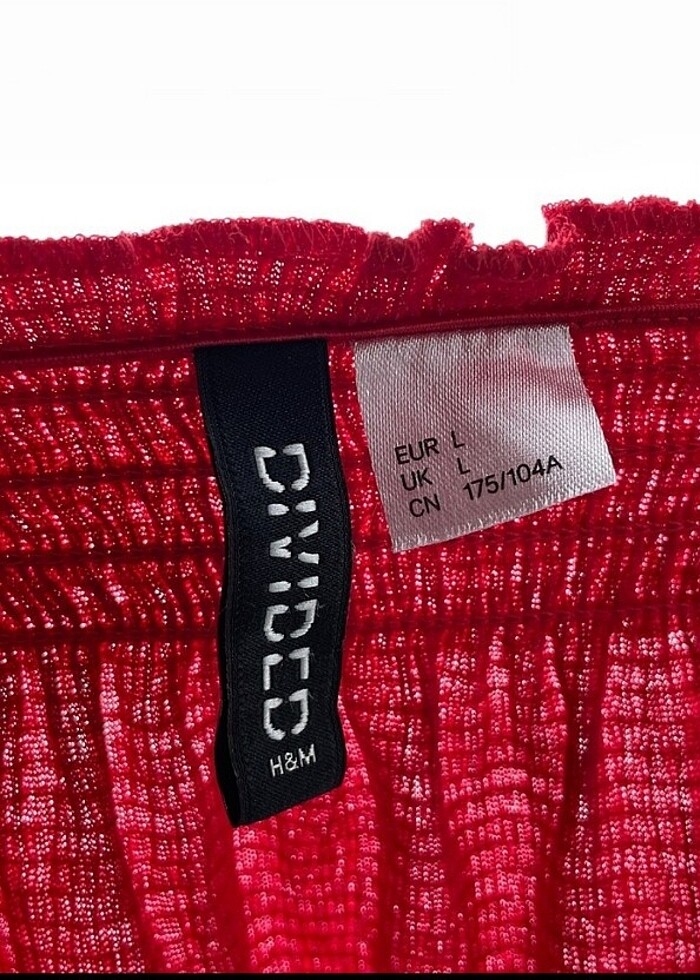 DIVIDED
H&M
EUR L
UK L
CN 175/104A